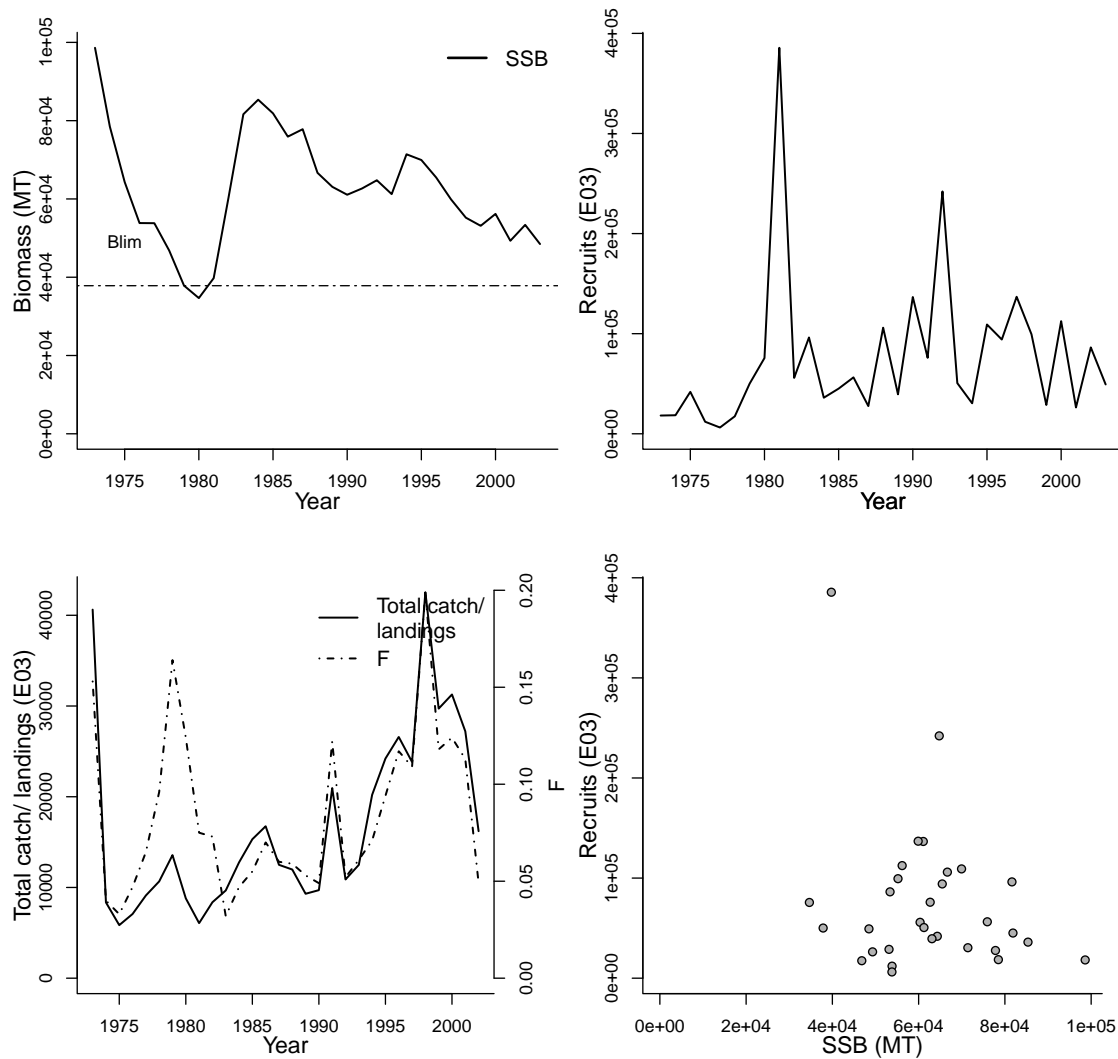 SSB
Blim
Biomass (MT)
0e+00 2e+04 4e+04 6e+04 8e+04 1e+05
1975 1980 1985 1990 1995 2000
Year
Recruits (E03)
0e+00 1e+05 2e+05 3e+05 4e+05
1975 1980 1985 1990 1995 2000
Year
Total catch/
landings
F
Total catch/ landings (E03)
0 10000 20000 30000 40000
0.00 0.05 0.10 0.15 0.20
F
1975 1980 1985 1990 1995 2000
Year
Recruits (E03)
0e+00 1e+05 2e+05 3e+05 4e+05
0e+00 2e+04 4e+04 6e+04 8e+04 1e+05
SSB (MT)